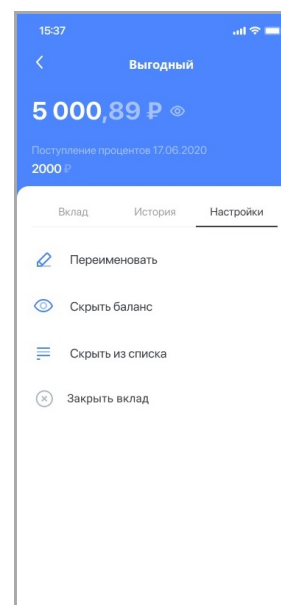 15:37
Выгодный
5 000,89 ₽
Поступление процентов 17.06.2020
2000 ₽
Вклад История Настройки
Переименовать
Скрыть баланс
Скрыть из списка
Закрыть вклад